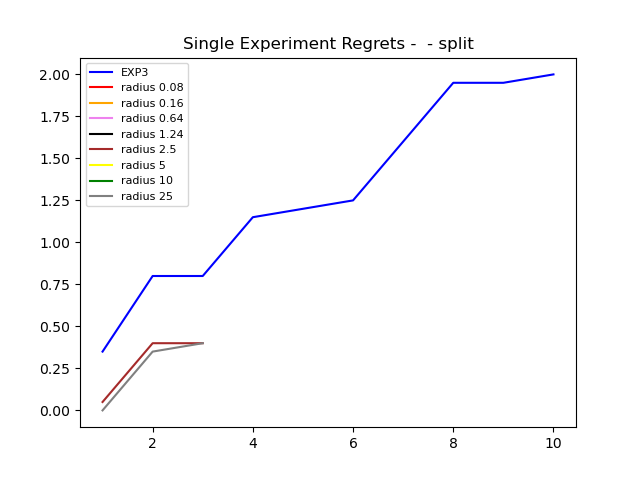 Single Experiment Regrets -  - split
EXP3
radius 0.08
radius 0.16
radius 0.64
radius 1.24
radius 2.5
radius 5
radius 10
radius 25
2.00
1.75
1.50
1.25
1.00
0.75
0.50
0.25
0.00
2 4 6 8 10